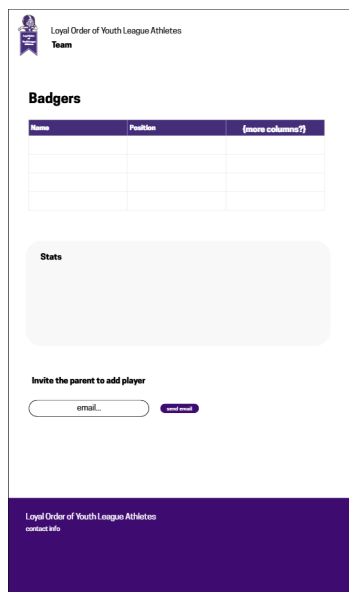 Loyal Order of Youth League Athletes
Team
Badgers
Name Position {more columns?}
Stats
Invite the parent to add player
email... send email
Loyal Order of Youth League Athletes
contact info